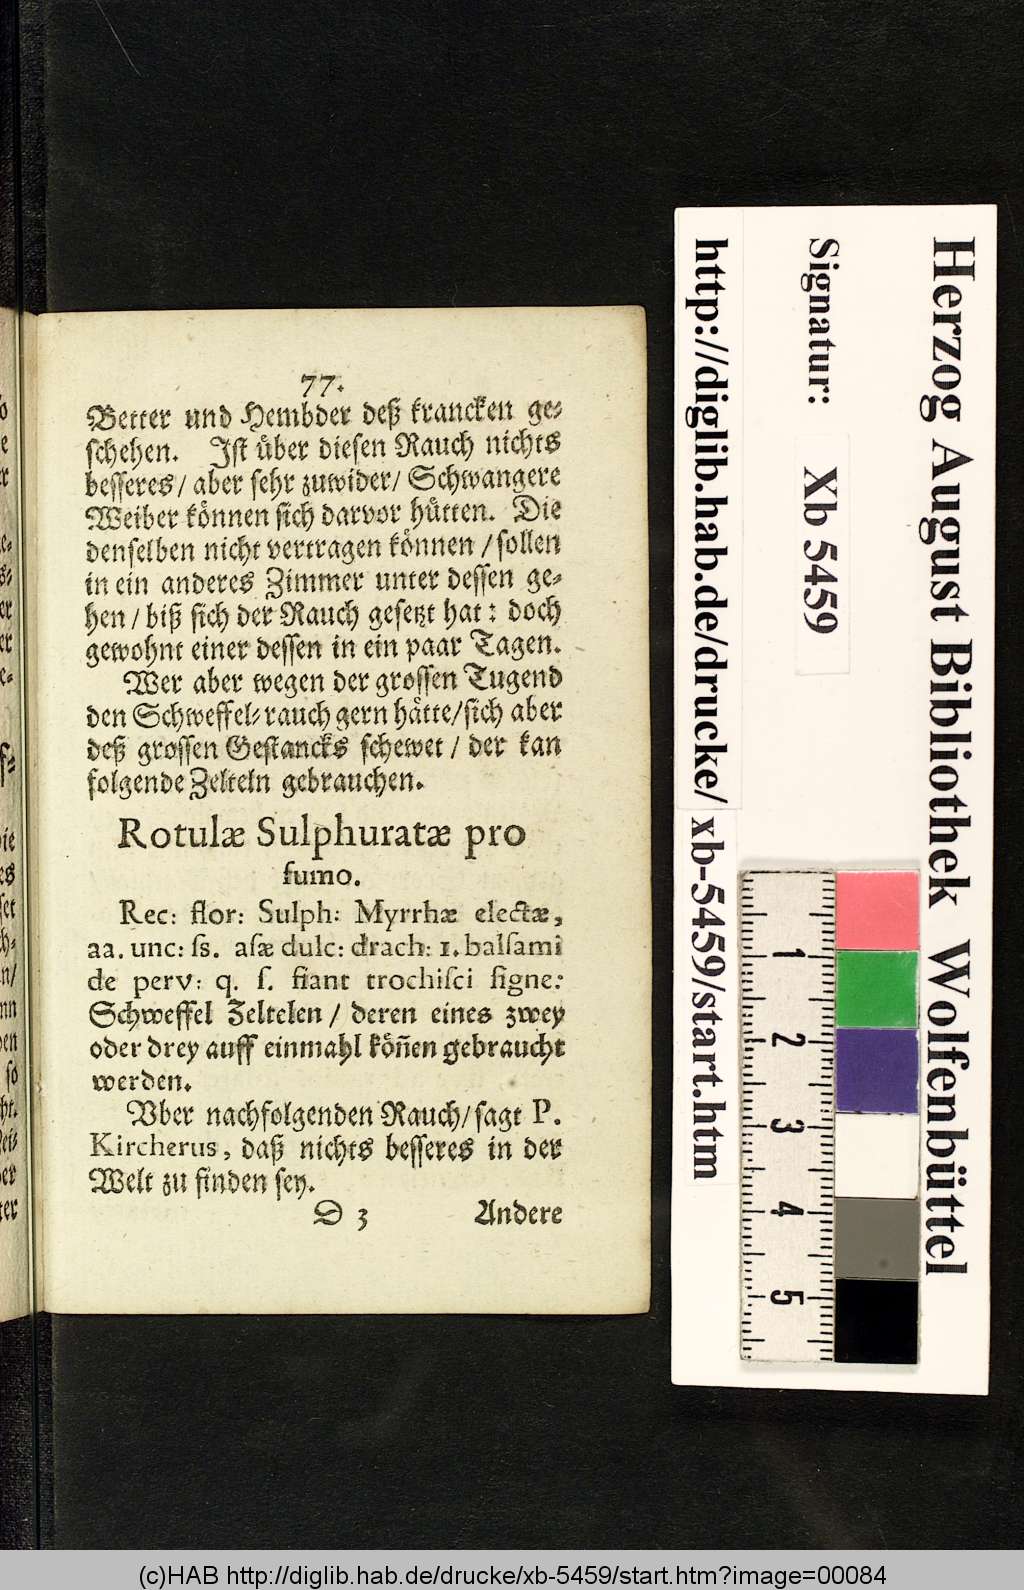 77.
Better und Hembder deß krancken ge-
schehen. Ist über diesen Rauch nichts
besseres/ aber sehr zuwider/ Schwangere
Weiber können sich darvor hütten. Die
denselben nicht vertragen können / sollen
in ein anderes Zimmer unter dessen ge-
hen / biß sich der Rauch gesetzt hat: doch
gewohnt einer dessen in ein paar Tagen.
Wer aber wegen der grossen Tugend
den Schweffel-rauch gern hätte/sich aber
deß grossen Gestancks schewet / der kan
folgende Zelteln gebrauchen.
Rotulæ Sulphuratæ pro
fumo.
Rec: flor: Sulph: Myrrhæ electæ,
aa. unc: ſs. asæ dulc: drach: 1. balsami
de perv: q. ſ. fiant trochisci signe:
Schweffel Zeltelen / deren eines zwey
oder drey auff einmahl köñen gebraucht
werden.
Vber nachfolgenden Rauch/ sagt P.
Kircherus, daß nichts besseres in der
Welt zu finden sey.
D 3 Andere
Herzog August Bibliothek Wolfenbüttel
Signatur: Xb 5459
http://diglib.hab.de/drucke/ xb-5459/start.htm
1
2
3
4
5
(c)HAB http://diglib.hab.de/drucke/xb-5459/start.htm?image=00084